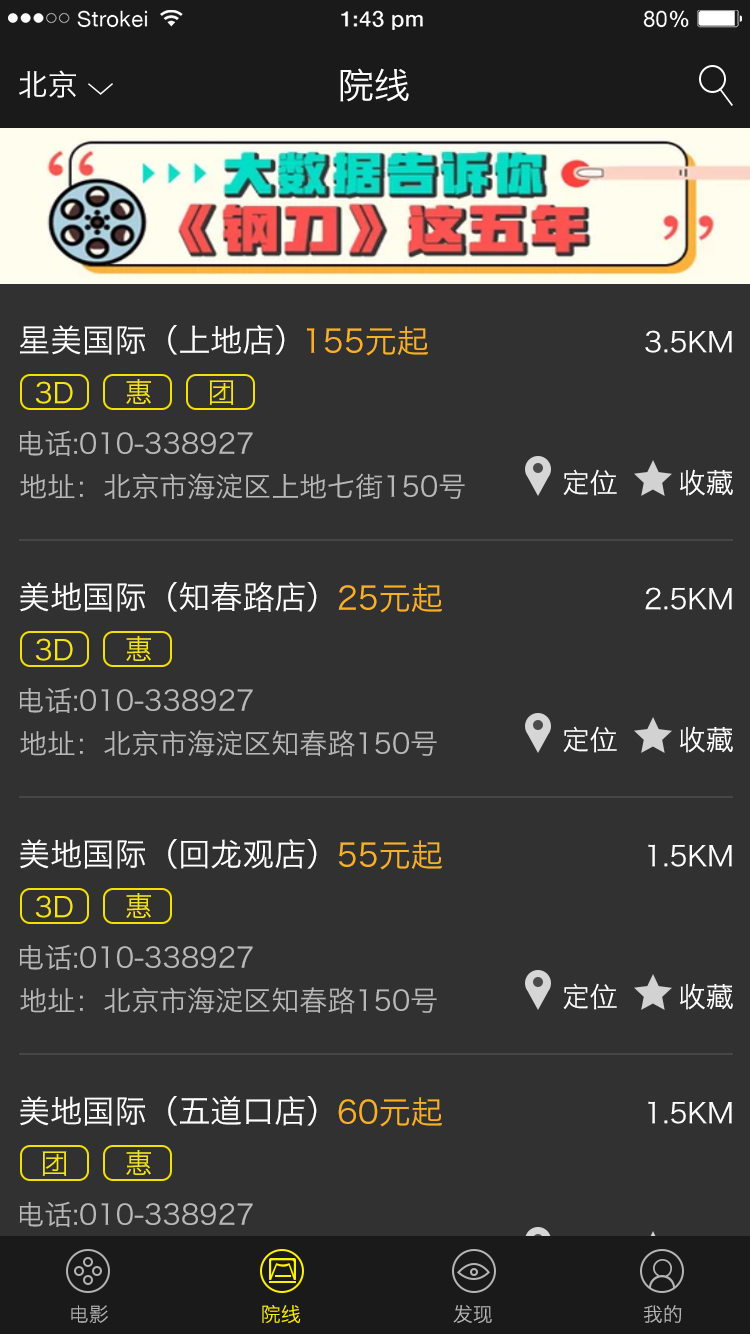 Strokei 1:43 pm 80%
北京 院线
大数据告诉你
《钢刀》这五年
星美国际（上地店）155元起 3.5KM
3D 惠 团
电话:010-338927
地址：北京市海淀区上地七街150号 定位 收藏
美地国际（知春路店）25元起 2.5KM
3D 惠
电话:010-338927
地址：北京市海淀区知春路150号 定位 收藏
美地国际（回龙观店）55元起 1.5KM
3D 惠
电话:010-338927
地址：北京市海淀区知春路150号 定位 收藏
美地国际（五道口店）60元起 1.5KM
团 惠
电话:010-338927
电影 院线 发现 我的